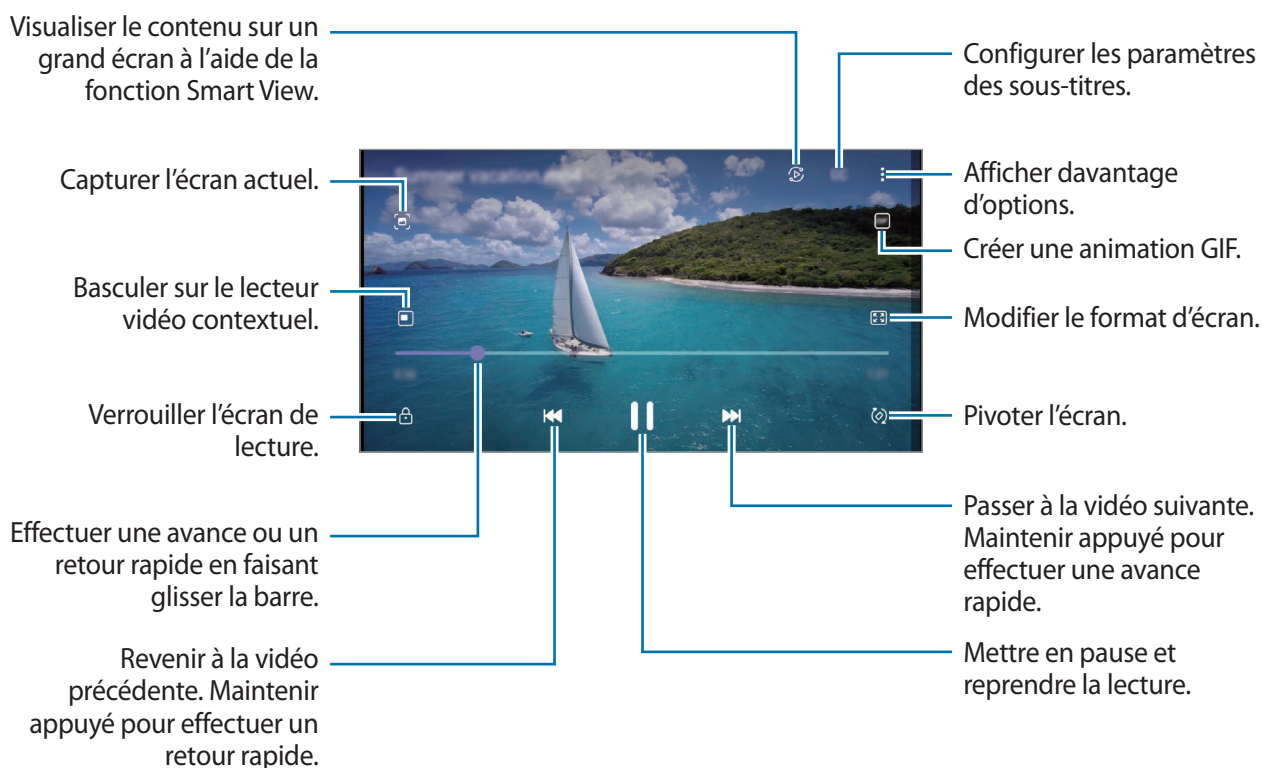 Visualiser le contenu sur un
grand écran à l'aide de la
fonction Smart View.
Capturer l'écran actuel.
Basculer sur le lecteur
vidéo contextuel.
Verrouiller l'écran de
lecture.
Effectuer une avance ou un
retour rapide en faisant
glisser la barre.
Revenir à la vidéo
précédente. Maintenir
appuyé pour effectuer un
retour rapide.
Configurer les paramètres
des sous-titres.
Afficher davantage
d'options.
Créer une animation GIF.
Modifier le format d'écran.
Pivoter l'écran.
Passer à la vidéo suivante.
Maintenir appuyé pour
effectuer une avance
rapide.
Mettre en pause et
reprendre la lecture.